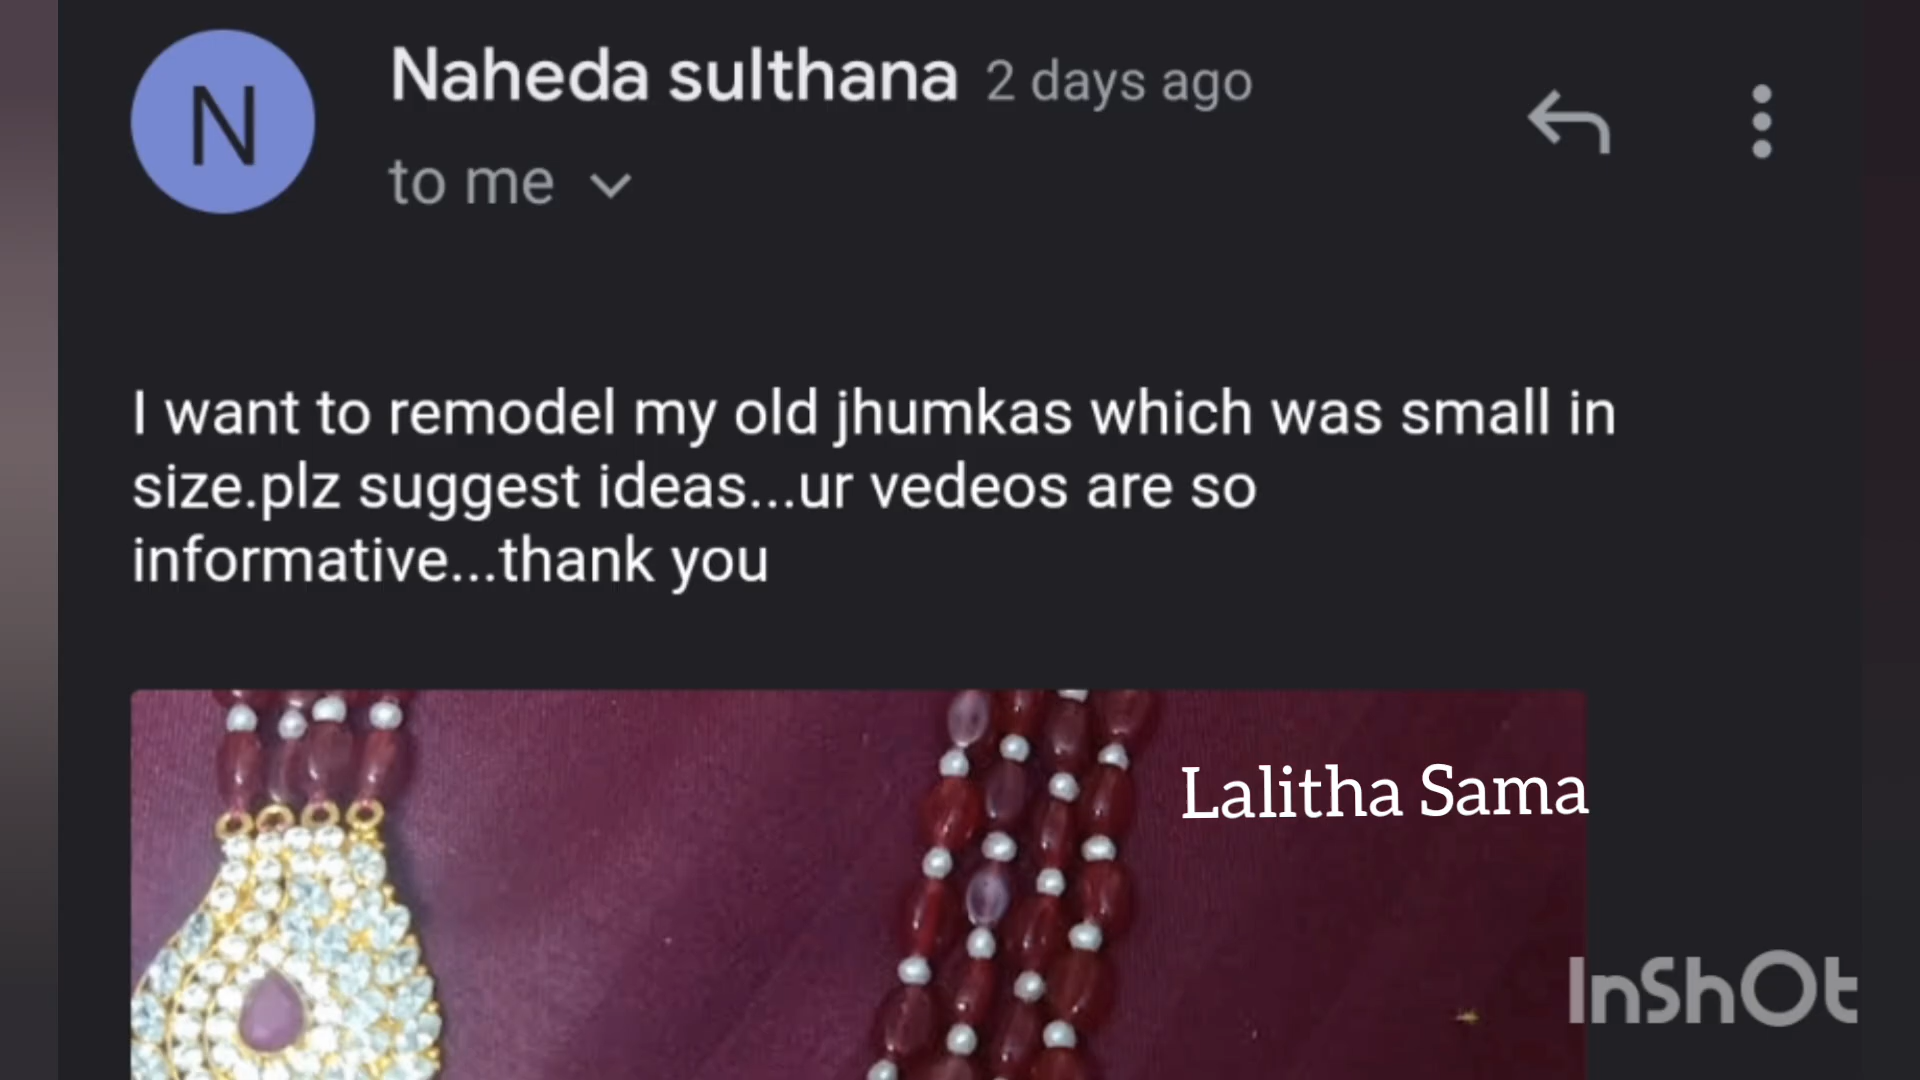 N
Naheda sulthana 2 days ago
to me
I want to remodel my old jhumkas which was small in
size.plz suggest ideas...ur vedeos are so
informative...thank you
Lalitha Sama
InShOt